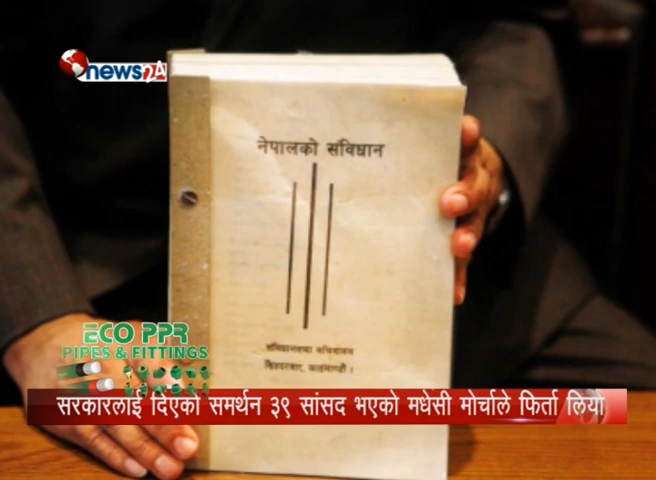 news24
नेपालको संविधान
संविधानसभा सचिवालय
सिंहदरबार, काठमाण्डौ ।
ECO PPR
PIPES & FITTINGS
सरकारलाई दिएको समर्थन ३९ सांसद भएको मधेसी मोर्चाले फिर्ता लियो